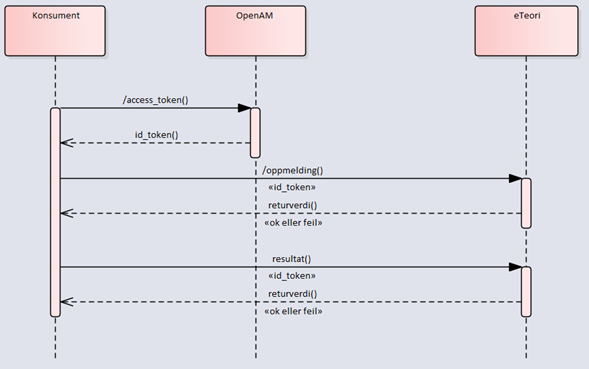 Konsument
OpenAM
eTeori
/access_token()
id_token()
/oppmelding()
«id_token»
returverdi()
«ok eller feil»
resultat()
«id_token»
returverdi()
«ok eller feil»